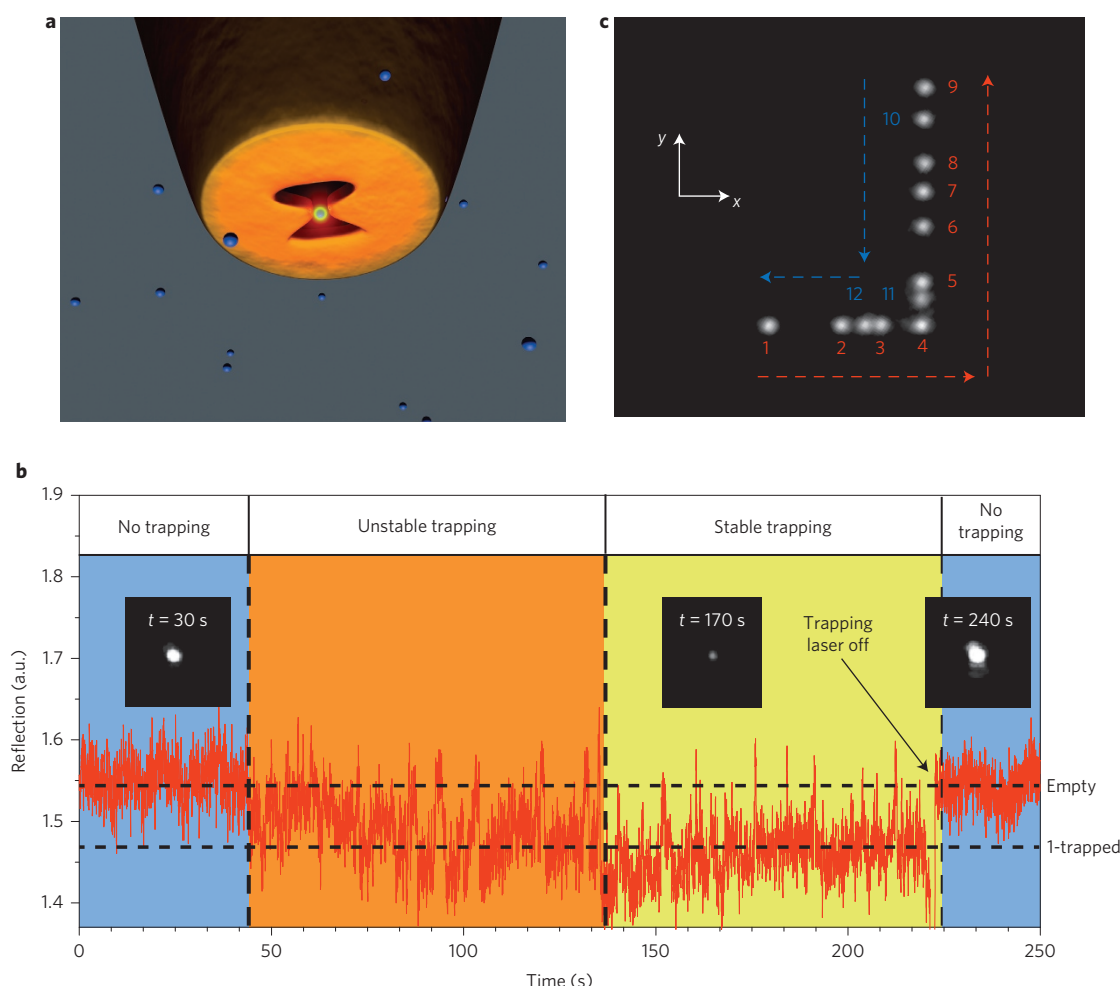 a
c
9
10
8
y
7
x
6
5
12
11
1
2
3
4
b
1.9
No trapping
Unstable trapping
Stable trapping
No
trapping
1.8
t = 30 s
t = 170 s
Trapping
laser off
t = 240 s
1.7
Reflection (a.u.)
1.6
Empty
1.5
1-trapped
1.4
0
50
100
150
200
250
Time (s)